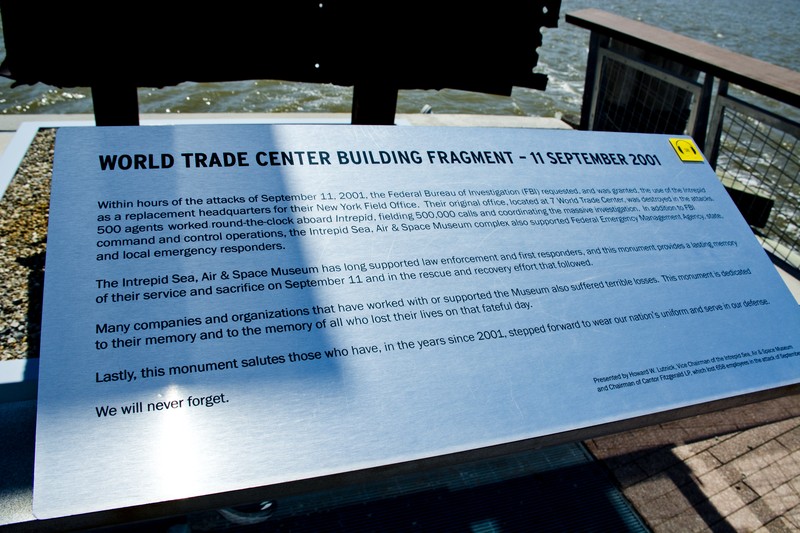 WORLD TRADE CENTER BUILDING FRAGMENT – 11 SEPTEMBER 2001
Within hours of the attacks of September 11, 2001, the Federal Bureau of Investigation (FBI) requested, and was granted, the use of the Intrepid
as a replacement headquarters for their New York Field Office. Their original office, located at 7 World Trade Center, was destroyed in the attacks.
500 agents worked round-the-clock aboard Intrepid, fielding 500,000 calls and coordinating the massive investigation. In addition to FBI
command and control operations, the Intrepid Sea, Air & Space Museum complex also supported Federal Emergency Management Agency, state,
and local emergency responders.
The Intrepid Sea, Air & Space Museum has long supported law enforcement and first responders, and this monument provides a lasting memory
of their service and sacrifice on September 11 and in the rescue and recovery effort that followed.
Many companies and organizations that have worked with or supported the Museum also suffered terrible losses. This monument is dedicated
to their memory and to the memory of all who lost their lives on that fateful day.
Lastly, this monument salutes those who have, in the years since 2001, stepped forward to wear our nation's uniform and serve in our defense.
We will never forget.
Presented by Howard W. Lutnick, Vice Chairman of the Intrepid Sea, Air & Space Museum
and Chairman of Cantor Fitzgerald LP, which lost 658 employees in the attack of